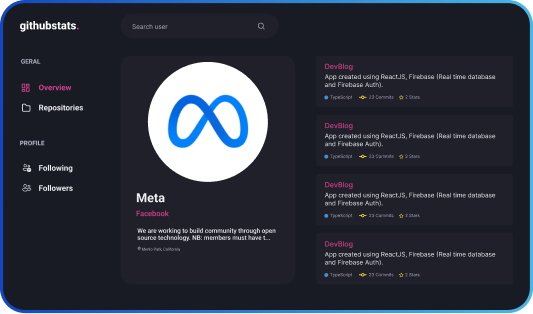 githubstats.
Search user
GERAL
Overview
Repositories
PROFILE
Following
Followers
Meta
Facebook
We are working to build community through open
source technology. NB: members must have t...
Menlo Park, California
DevBlog
App created using ReactJS, Firebase (Real time database
and Firebase Auth).
TypeScript 23 Commits 2 Stars
DevBlog
App created using ReactJS, Firebase (Real time database
and Firebase Auth).
TypeScript 23 Commits 2 Stars
DevBlog
App created using ReactJS, Firebase (Real time database
and Firebase Auth).
TypeScript 23 Commits 2 Stars
DevBlog
App created using ReactJS, Firebase (Real time database
and Firebase Auth).
TypeScript 23 Commits 2 Stars